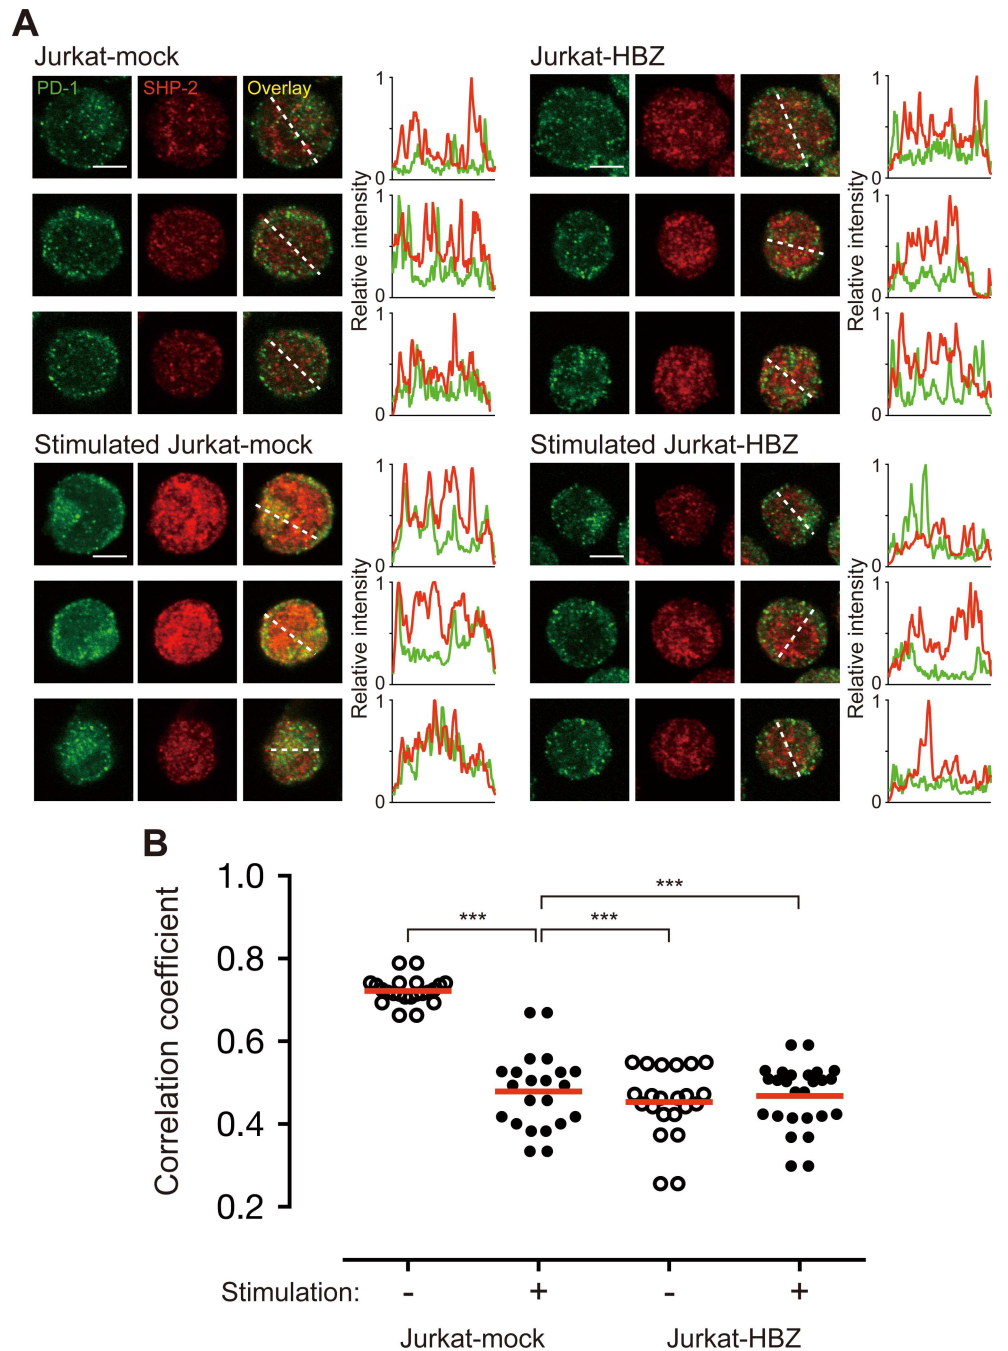 A
Jurkat-mock
Jurkat-HBZ
PD-1
SHP-2
Overlay
1
0
1
0
1
0
Relative intensity
1
0
1
0
1
0
Relative intensity
Stimulated Jurkat-mock
Stimulated Jurkat-HBZ
1
0
1
0
1
0
Relative intensity
1
0
1
0
1
0
Relative intensity
B
Correlation coefficient
1.0
0.8
0.6
0.4
0.2
***
***
***
Stimulation: - + - +
Jurkat-mock Jurkat-HBZ